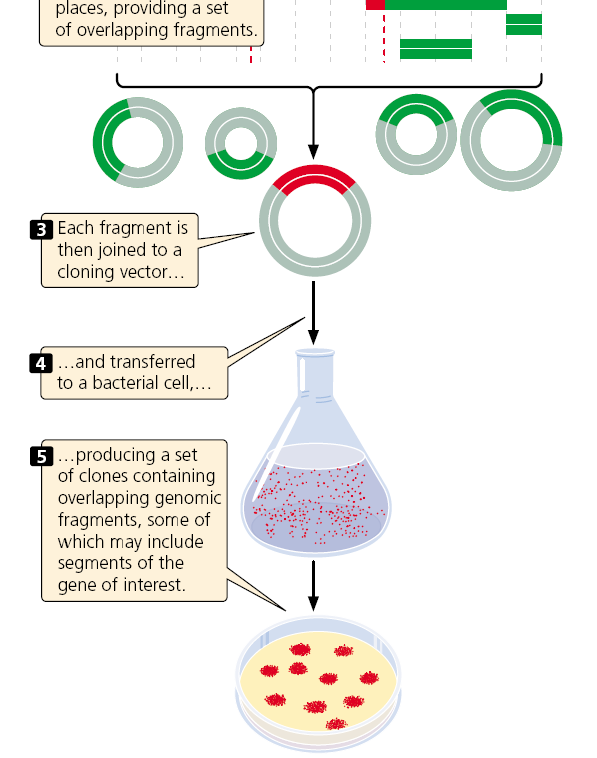 places, providing a set
of overlapping fragments.
3 Each fragment is
then joined to a
cloning vector…
4 …and transferred
to a bacterial cell,…
5 …producing a set
of clones containing
overlapping genomic
fragments, some of
which may include
segments of the
gene of interest.